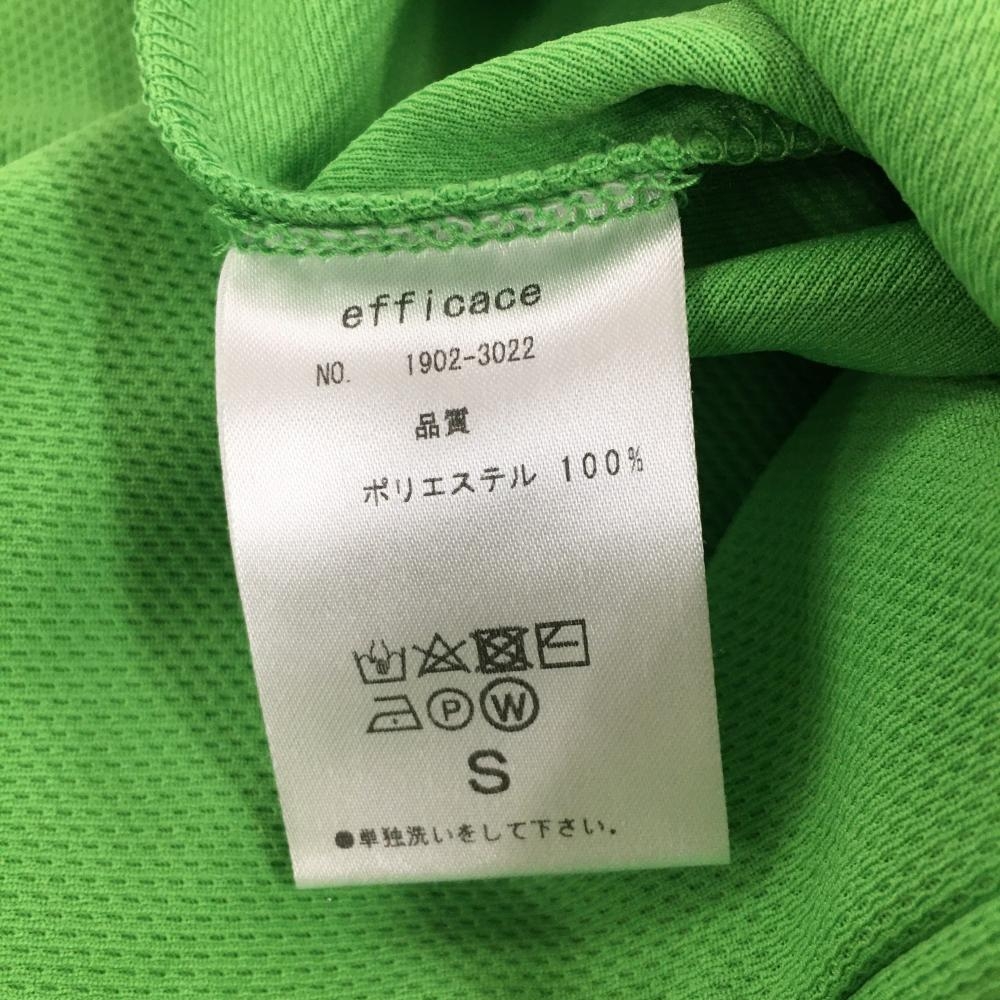 efficace
NO. 1902-3022
品質
ポリエステル 100%
P W
S
●単独洗いをして下さい。